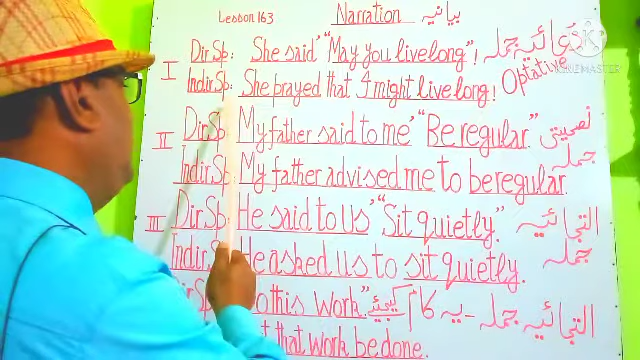 Lesson 163 Narration بیانیہ
I Dir.Sp: She said "May you live long"! دُعائیہ جملہ
Indir.Sp: She prayed that I might live long! Optative
KINEMASTER
II Dir.Sp: My father said to me "Be regular" نصیحتی
Indir.Sp: My father advised me to be regular. جملہ
III Dir.Sp: He said to us "Sit quietly". التجائیہ
Indir.S He asked us to sit quietly. جملہ
Sp this work" کیجئیے یہ کام - التجائیہ جملہ
that work be done